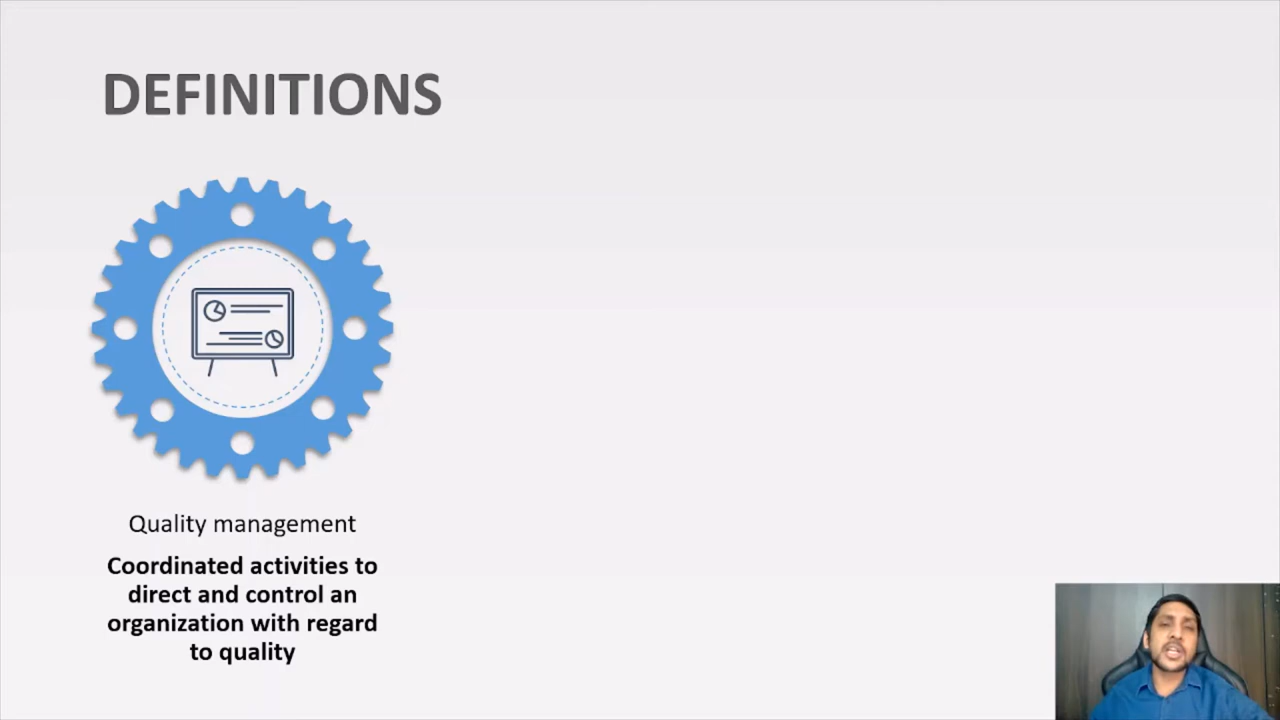 DEFINITIONS
Quality management
Coordinated activities to
direct and control an
organization with regard
to quality